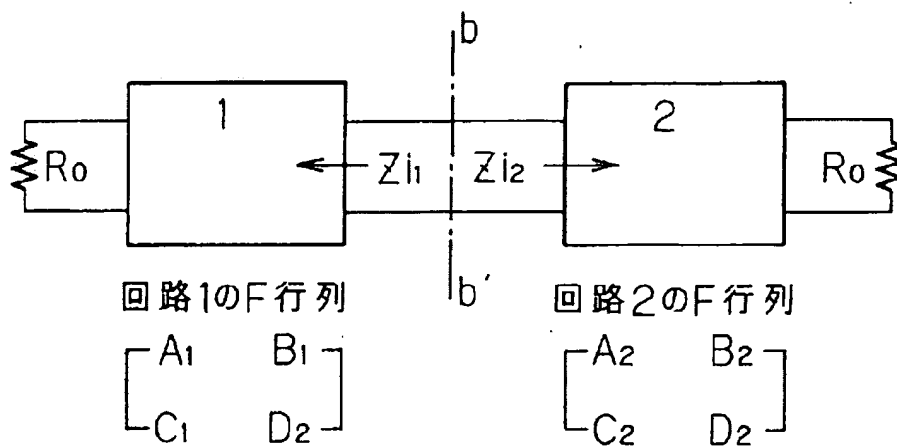 b
1
2
Ro
Zi1
Zi2
Ro
b'
回路1のF行列
回路2のF行列
A1 B1
C1 D2
A2 B2
C2 D2